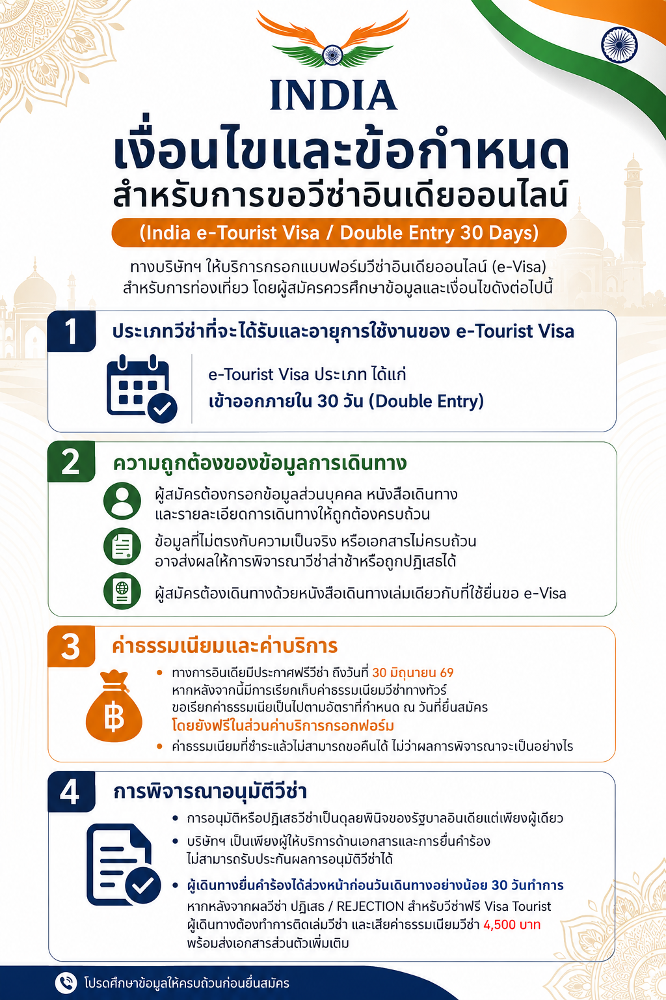 INDIA
เงื่อนไขและข้อกำหนด
สำหรับการขอวีซ่าอินเดียออนไลน์
(India e-Tourist Visa / Double Entry 30 Days)
ทางบริษัทฯ ให้บริการกรอกแบบฟอร์มวีซ่าอินเดียออนไลน์ (e-Visa)
สำหรับการท่องเที่ยว โดยผู้สมัครควรศึกษาข้อมูลและเงื่อนไขดังต่อไปนี้
1 ประเภทวีซ่าที่จะได้รับและอายุการใช้งานของ e-Tourist Visa
e-Tourist Visa ประเภท ได้แก่
เข้าออกภายใน 30 วัน (Double Entry)
2 ความถูกต้องของข้อมูลการเดินทาง
ผู้สมัครต้องกรอกข้อมูลส่วนบุคคล หนังสือเดินทาง
และรายละเอียดการเดินทางให้ถูกต้องครบถ้วน
ข้อมูลที่ไม่ตรงกับความเป็นจริง หรือเอกสารไม่ครบถ้วน
อาจส่งผลให้การพิจารณาวีซ่าล่าช้าหรือถูกปฏิเสธได้
ผู้สมัครต้องเดินทางด้วยหนังสือเดินทางเล่มเดียวกับที่ใช้ยื่นขอ e-Visa
3 ค่าธรรมเนียมและค่าบริการ
฿
• ทางการอินเดียมีประกาศฟรีวีซ่า ถึงวันที่ 30 มิถุนายน 69
หากหลังจากนี้มีการเรียกเก็บค่าธรรมเนียมวีซ่าทางทัวร์
ขอเรียกค่าธรรมเนียเป็นไปตามอัตราที่กำหนด ณ วันที่ยื่นสมัคร
โดยยังฟรีในส่วนค่าบริการกรอกฟอร์ม
• ค่าธรรมเนียมที่ชำระแล้วไม่สามารถขอคืนได้ ไม่ว่าผลการพิจารณาจะเป็นอย่างไร
4 การพิจารณาอนุมัติวีซ่า
• การอนุมัติหรือปฏิเสธวีซ่าเป็นดุลยพินิจของรัฐบาลอินเดียแต่เพียงผู้เดียว
• บริษัทฯ เป็นเพียงผู้ให้บริการด้านเอกสารและการยื่นคำร้อง
ไม่สามารถรับประกันผลการอนุมัติวีซ่าได้
• ผู้เดินทางยื่นคำร้องได้ล่วงหน้าก่อนวันเดินทางอย่างน้อย 30 วันทำการ
หากหลังจากผลวีซ่า ปฏิเสธ / REJECTION สำหรับวีซ่าฟรี Visa Tourist
ผู้เดินทางต้องทำการติดเล่มวีซ่า และเสียค่าธรรมเนียมวีซ่า 4,500 บาท
พร้อมส่งเอกสารส่วนตัวเพิ่มเติม
โปรดศึกษาข้อมูลให้ครบถ้วนก่อนยื่นสมัคร